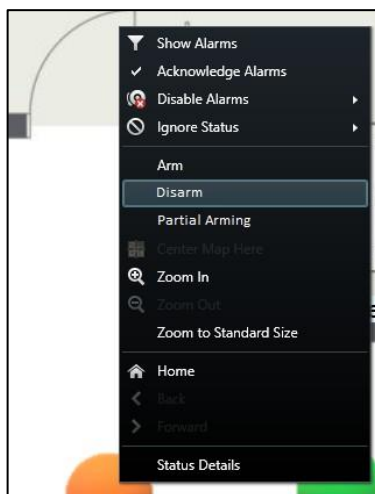 Show Alarms
Acknowledge Alarms
Disable Alarms
Ignore Status
Arm
Disarm
Partial Arming
Center Map Here
Zoom In
Zoom Out
Zoom to Standard Size
Home
Back
Forward
Status Details